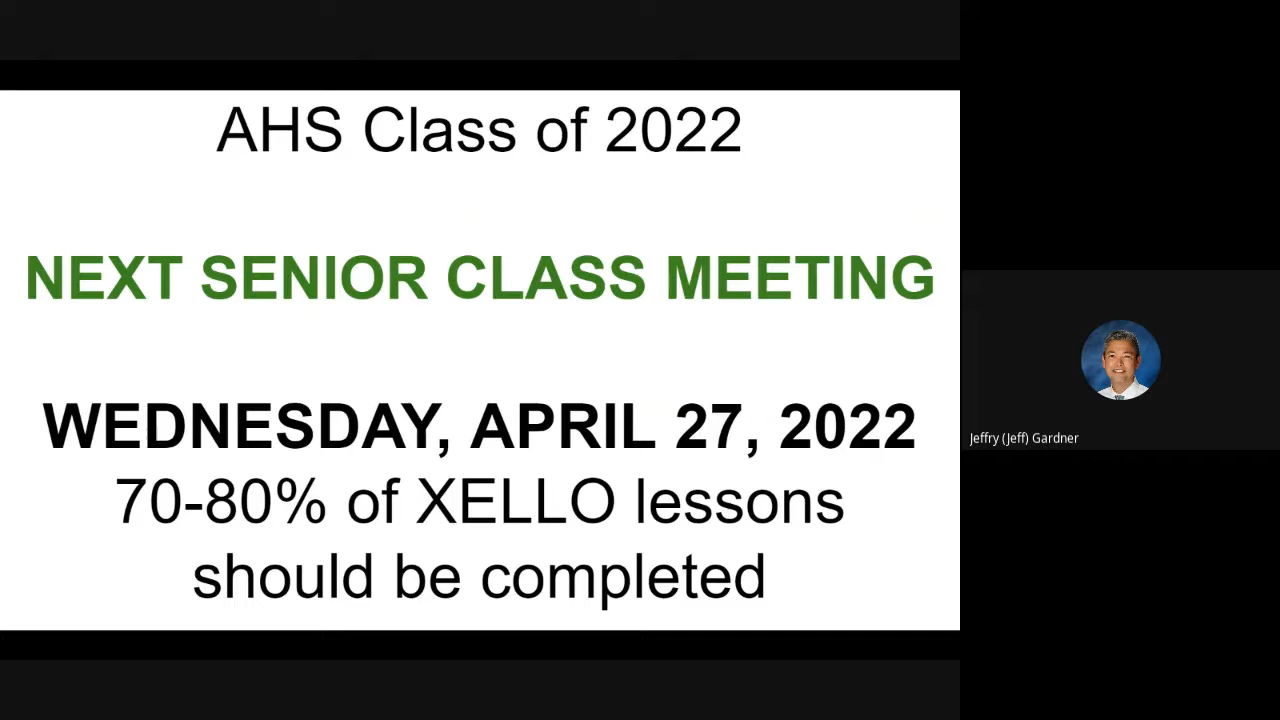 AHS Class of 2022
NEXT SENIOR CLASS MEETING
WEDNESDAY, APRIL 27, 2022
70-80% of XELLO lessons
should be completed
Jeffry (Jeff) Gardner